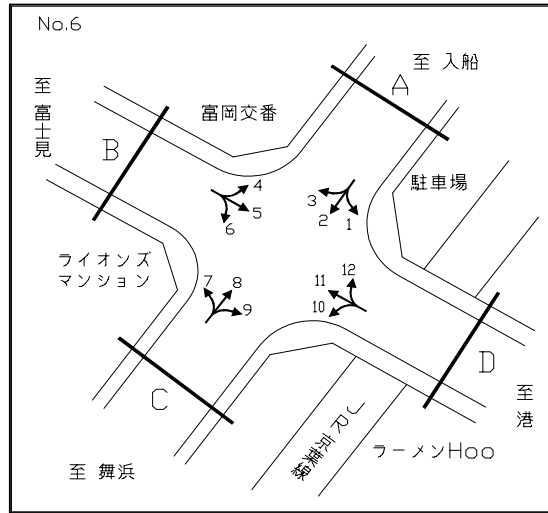 No.6
至 入船
A
至 富士見
富岡交番
B
駐車場
4
3
5
2
1
6
ライオンズ
マンション
7
8
12
11
9
10
D
C
至 港
JR京葉線
ラーメンHoo
至 舞浜